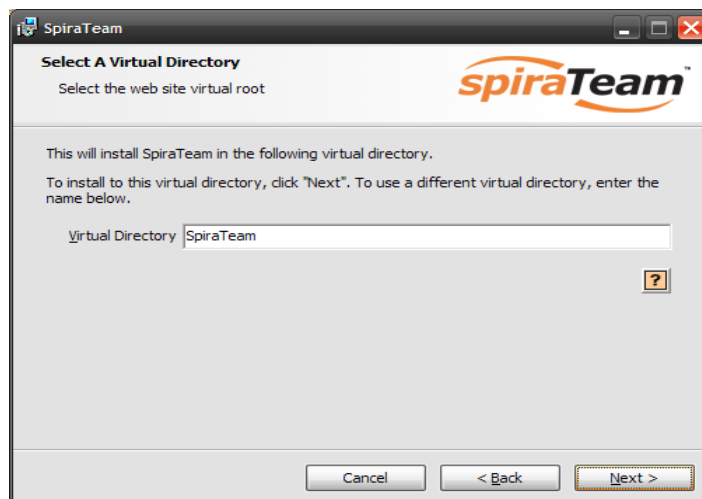 SpiraTeam
Select A Virtual Directory
Select the web site virtual root
spiraTeam™
This will install SpiraTeam in the following virtual directory.
To install to this virtual directory, click "Next". To use a different virtual directory, enter the
name below.
Virtual Directory SpiraTeam
?
Cancel < Back Next >